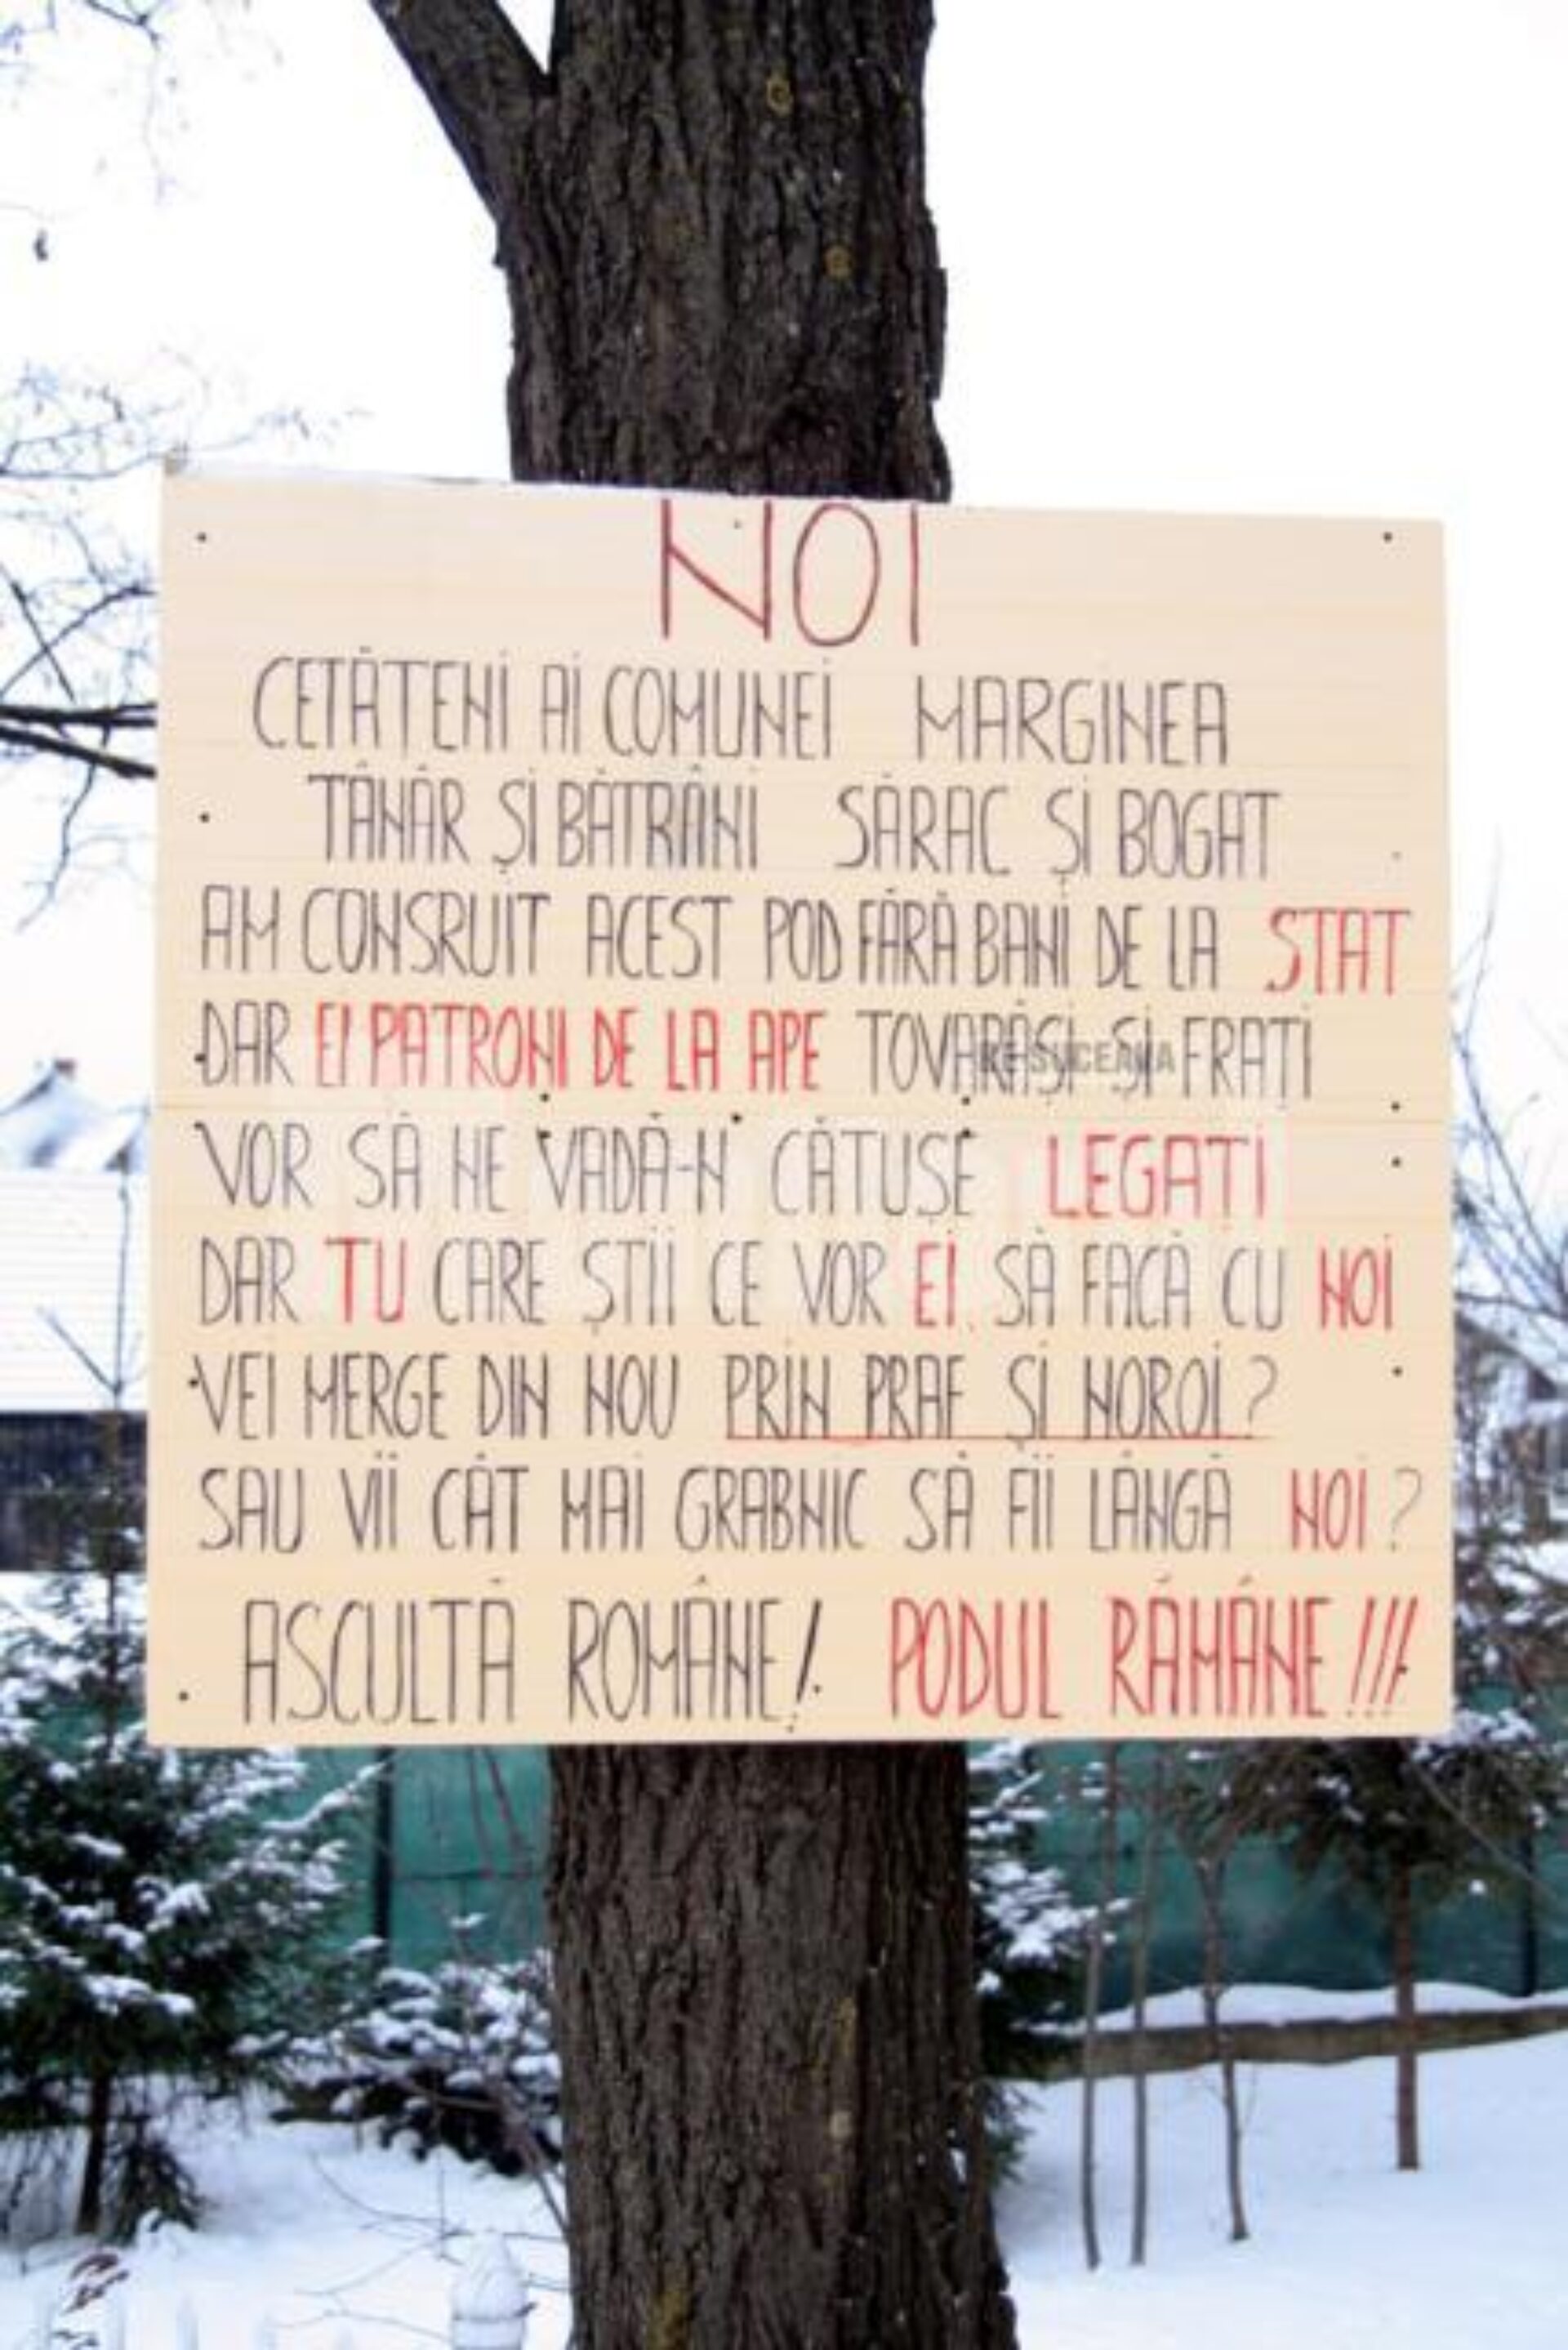 NOI
CETĂTENI AI COMUNEI MARGINEA
TÂNĂR ȘI BĂTRÂNI SĂRAC ȘI BOGAT
AM CONSRUIT ACEST POD FĂRĂ BANI DE LA STAT
DAR EI PATRONI DE LA APE TOVARĂȘI ȘI FRAȚI
VOR SĂ NE VADĂ-N CĂTUȘE LEGAȚI
DAR TU CARE ȘTII CE VOR EI SĂ FACĂ CU NOI
VEI MERGE DIN NOU PRIN PRAF ȘI NOROI?
SAU VII CÂT MAI GRABNIC SĂ FII LÂNGĂ NOI?
ASCULTĂ ROMÂNE! PODUL RĂMÂNE!!!